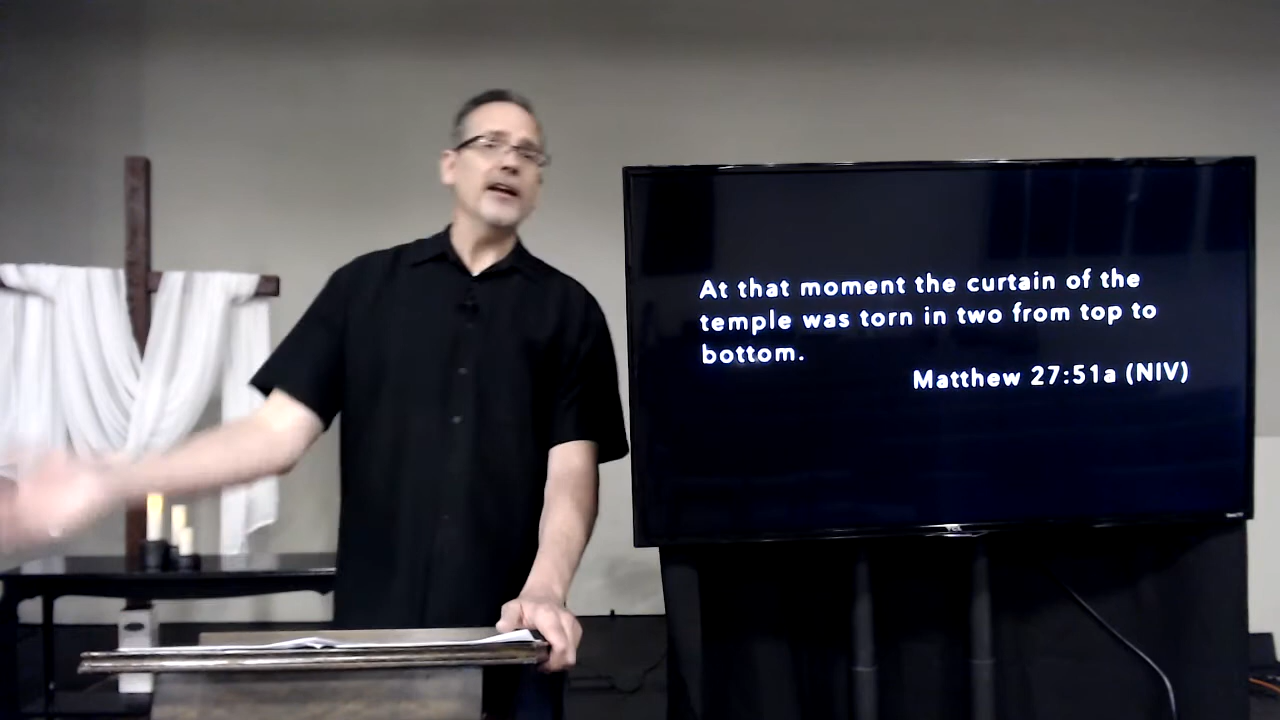 At that moment the curtain of the
temple was torn in two from top to
bottom.
Matthew 27:51a (NIV)
TCL